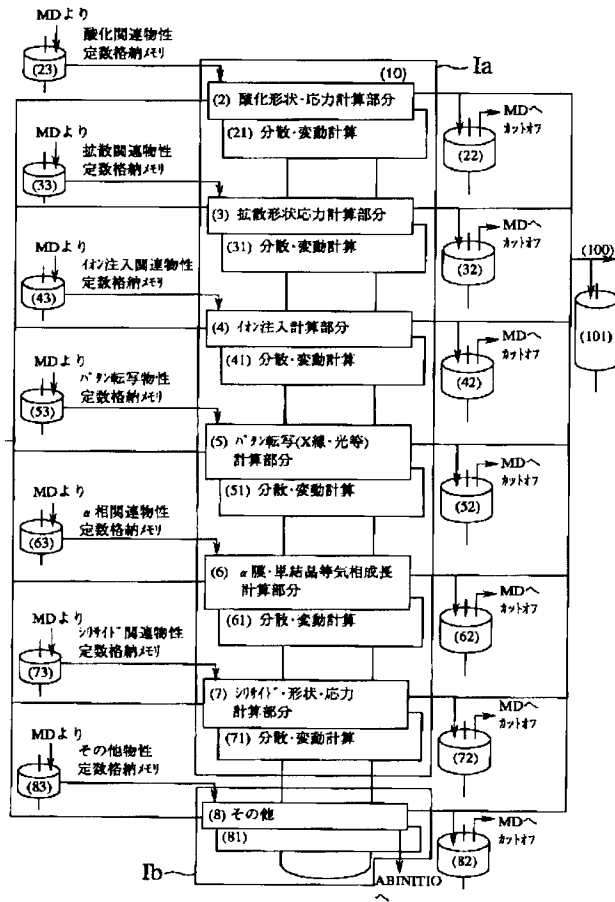 MDより
酸化関連物性
定数格納メモリ
(23)
(10)
Ia
(2) 酸化形状・応力計算部分
(21) 分散・変動計算
MDへ
カットオフ
(22)
MDより
拡散関連物性
定数格納メモリ
(33)
(3) 拡散形状応力計算部分
(31) 分散・変動計算
MDへ
カットオフ
(32)
(100)
(101)
MDより
イオン注入関連物性
定数格納メモリ
(43)
(4) イオン注入計算部分
(41) 分散・変動計算
MDへ
カットオフ
(42)
MDより
パタン転写物性
定数格納メモリ
(53)
(5) パタン転写(X線・光等)
計算部分
(51) 分散・変動計算
MDへ
カットオフ
(52)
MDより
α相関連物性
定数格納メモリ
(63)
(6) α膜・単結晶等気相成長
計算部分
(61) 分散・変動計算
MDへ
カットオフ
(62)
MDより
シリサイド関連物性
定数格納メモリ
(73)
(7) シリサイド・形状・応力
計算部分
(71) 分散・変動計算
MDへ
カットオフ
(72)
MDより
その他物性
定数格納メモリ
(83)
(8) その他
(81)
MDへ
カットオフ
(82)
Ib
ABINITIO
へ